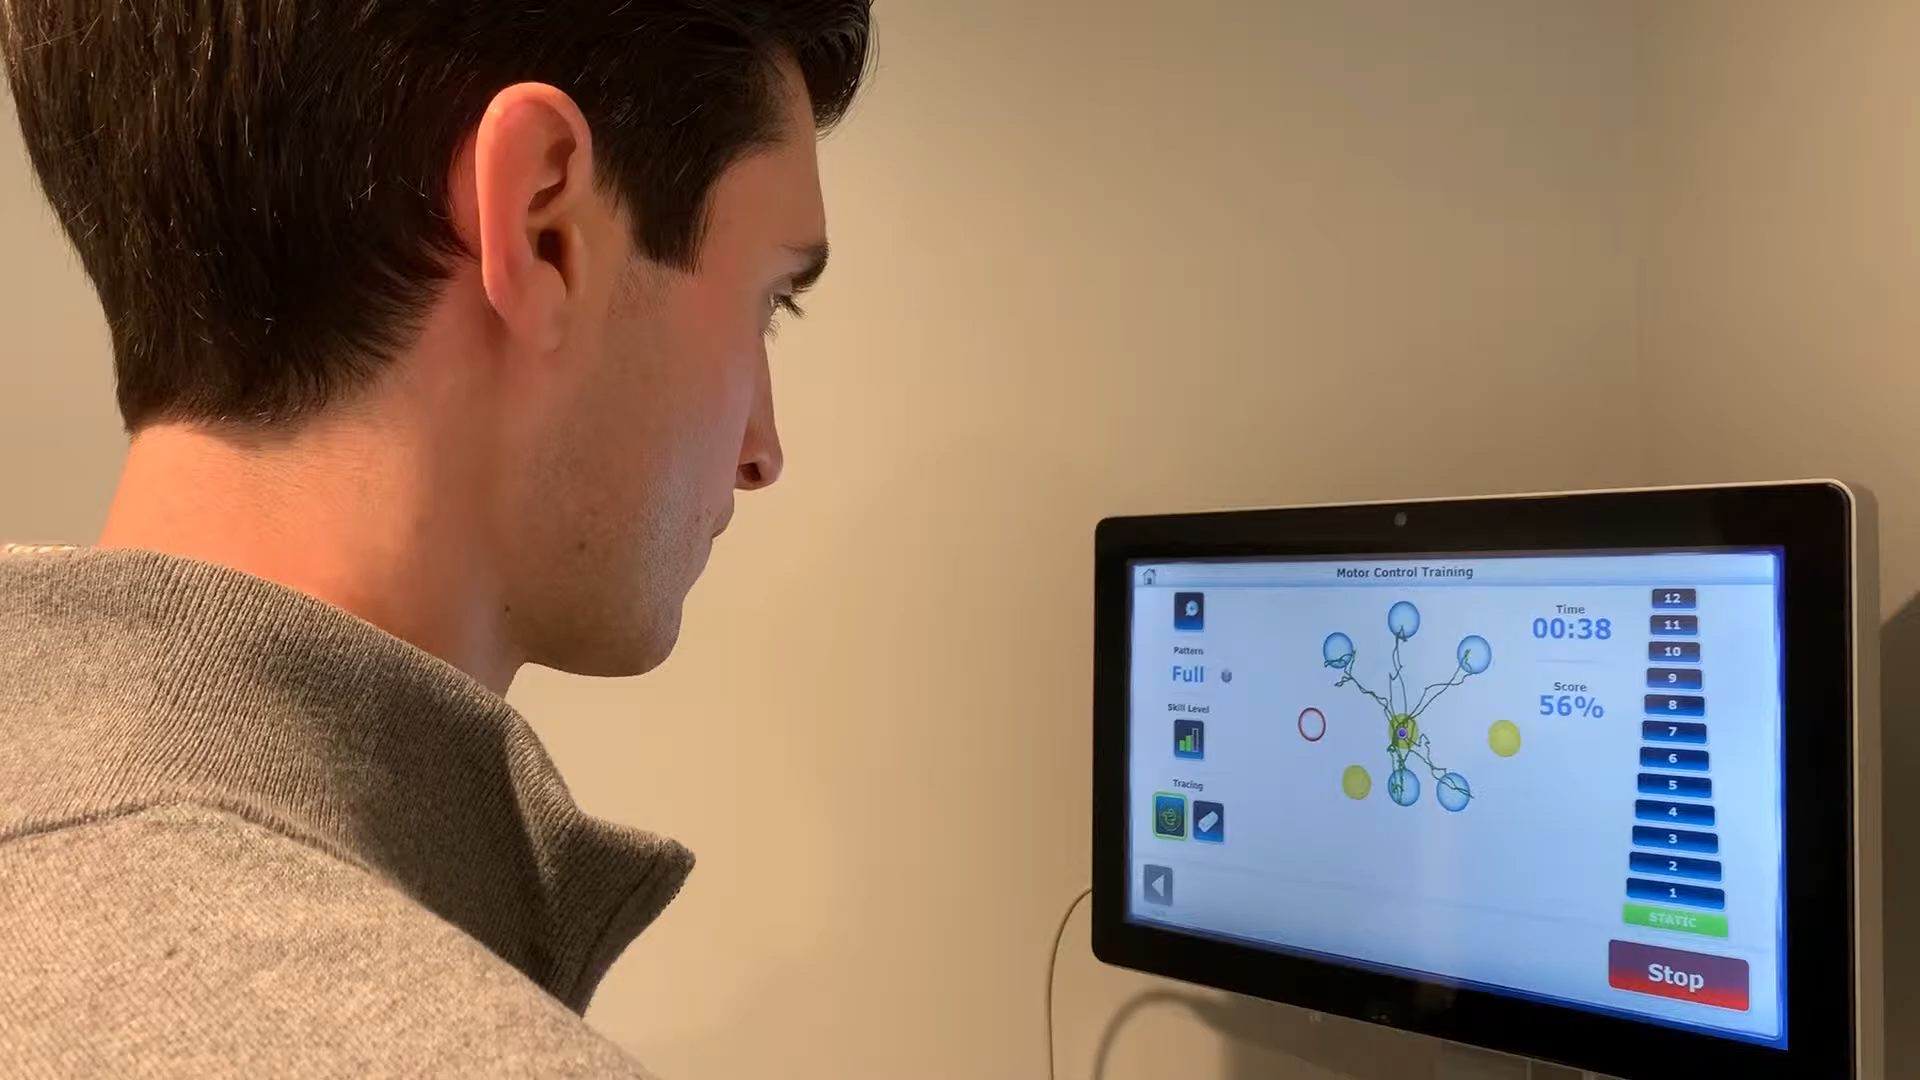 Motor Control Training
Pattern
Full
Skill Level
Tracing
Time
00:38
Score
56%
12
11
10
9
8
7
6
5
4
3
2
1
STATIC
Stop